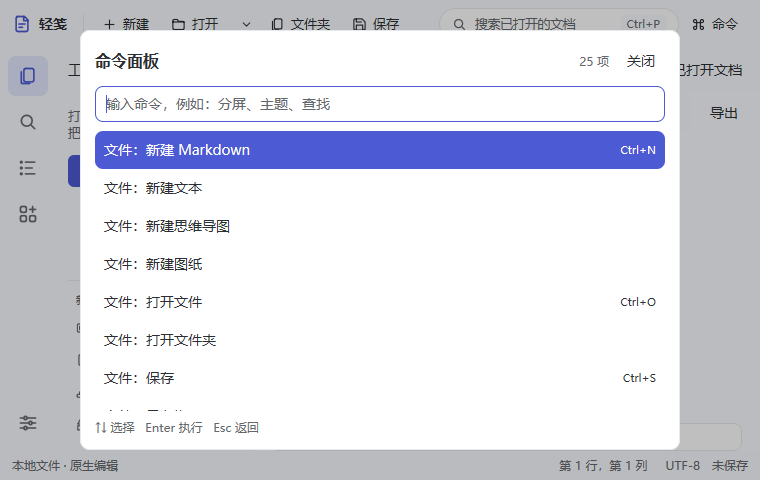 轻笺 新建 打开 文件夹 保存 搜索已打开的文档 Ctrl+P 命令
命令面板 25 项 关闭
已打开文档
输入命令，例如：分屏、主题、查找
导出
文件：新建 Markdown Ctrl+N
文件：新建文本
文件：新建思维导图
文件：新建图纸
文件：打开文件 Ctrl+O
文件：打开文件夹
文件：保存 Ctrl+S
选择 Enter 执行 Esc 返回
本地文件 · 原生编辑 第 1 行，第 1 列 UTF-8 未保存